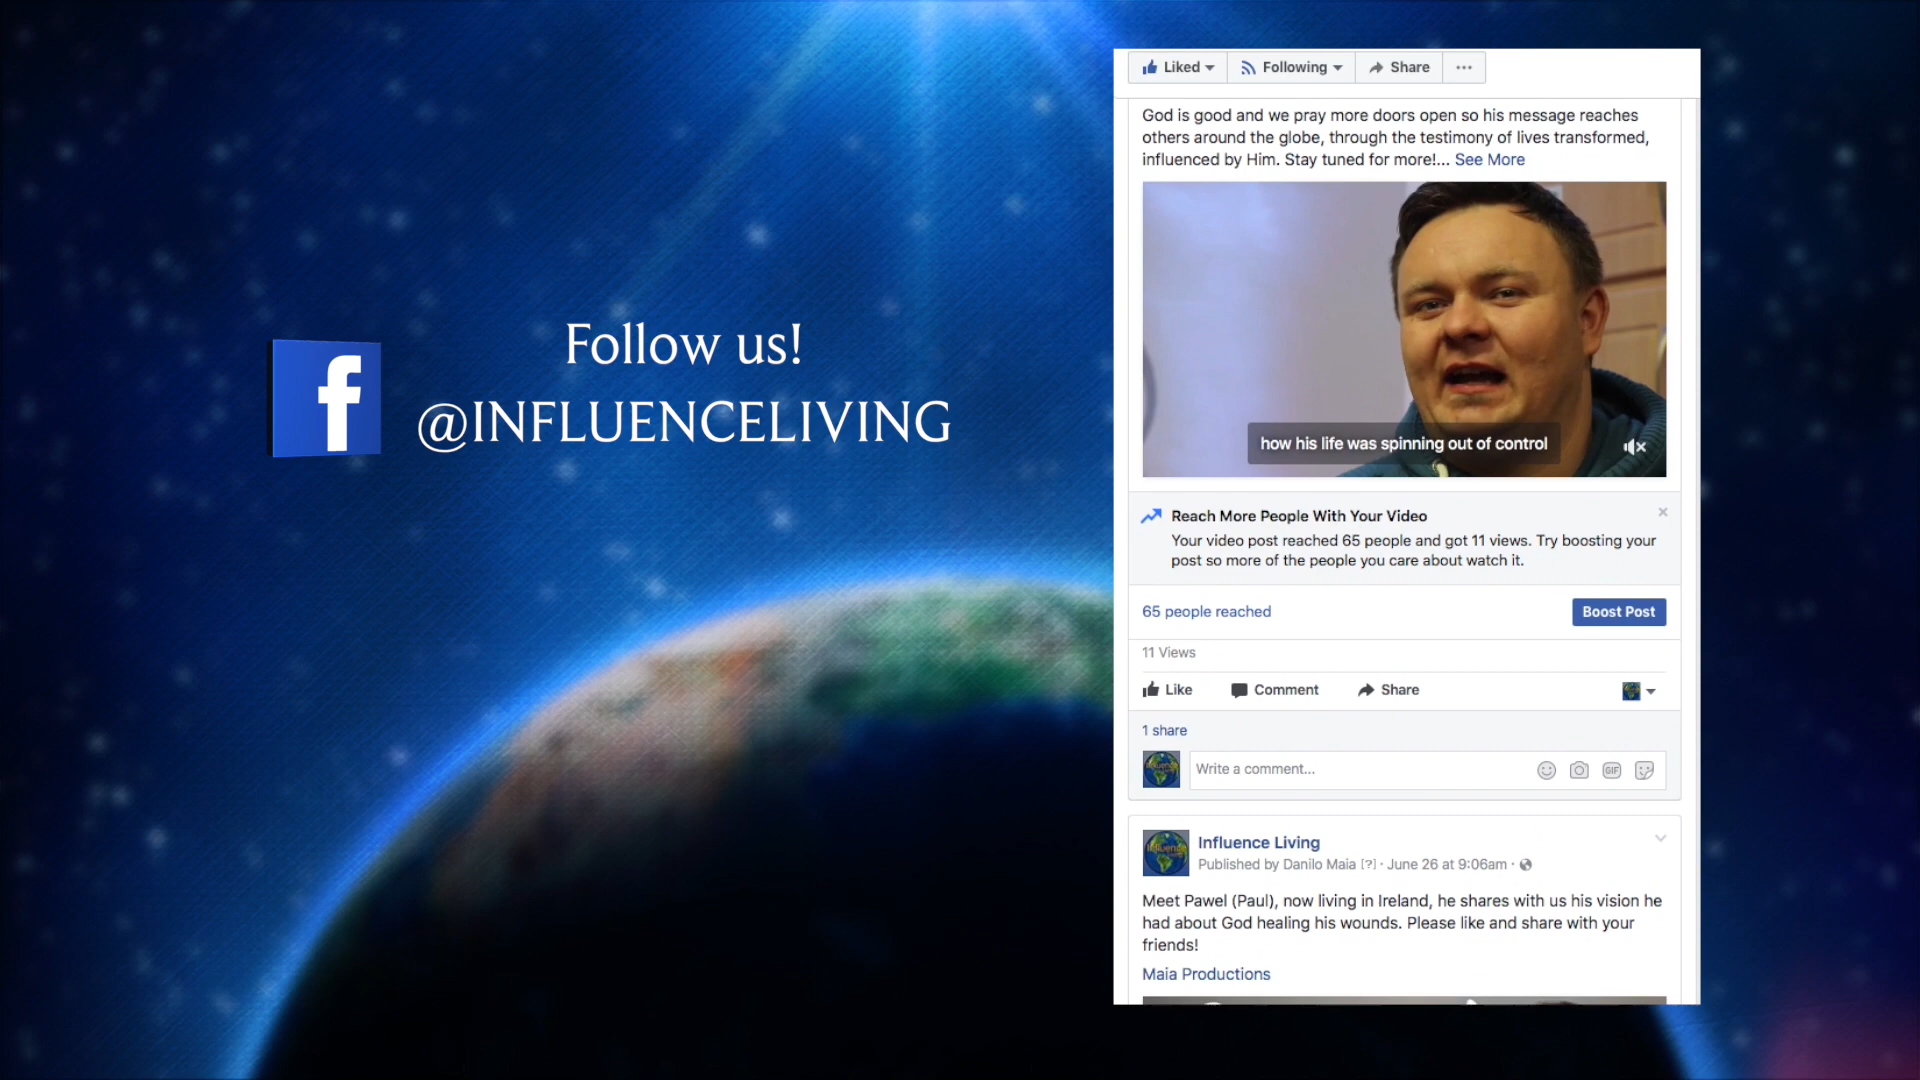 Follow us!
@INFLUENCELIVING
Liked
Following
Share
God is good and we pray more doors open so his message reaches
others around the globe, through the testimony of lives transformed,
influenced by Him. Stay tuned for more!... See More
how his life was spinning out of control
Reach More People With Your Video
Your video post reached 65 people and got 11 views. Try boosting your
post so more of the people you care about watch it.
65 people reached
Boost Post
11 Views
Like
Comment
Share
1 share
Write a comment...
GIF
Influence Living
Published by Danilo Maia [?] · June 26 at 9:06am ·
Meet Pawel (Paul), now living in Ireland, he shares with us his vision he
had about God healing his wounds. Please like and share with your
friends!
Maia Productions